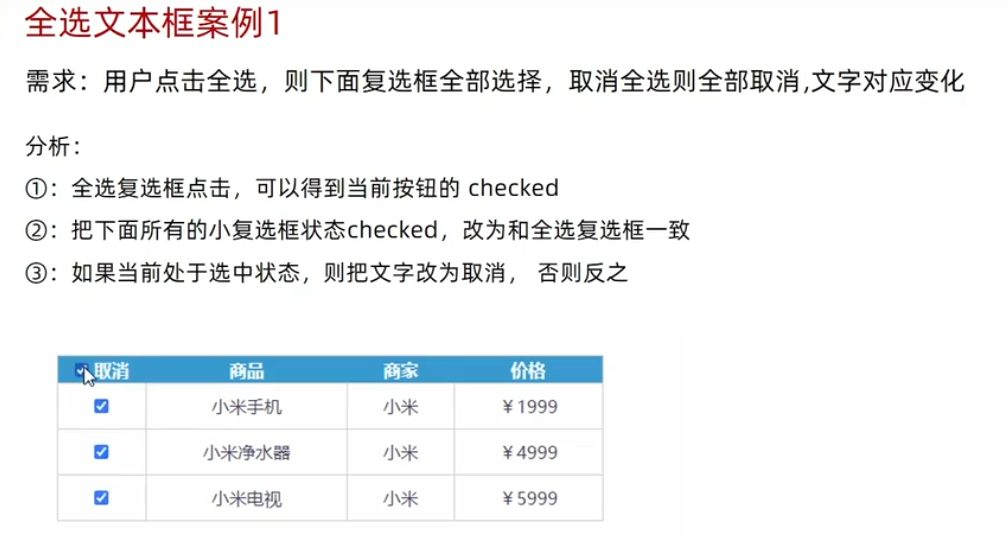 全选文本框案例1
需求：用户点击全选，则下面复选框全部选择，取消全选则全部取消,文字对应变化
分析：
①：全选复选框点击，可以得到当前按钮的 checked
②：把下面所有的小复选框状态checked，改为和全选复选框一致
③：如果当前处于选中状态，则把文字改为取消， 否则反之
取消 商品 商家 价格
小米手机 小米 ￥1999
小米净水器 小米 ￥4999
小米电视 小米 ￥5999